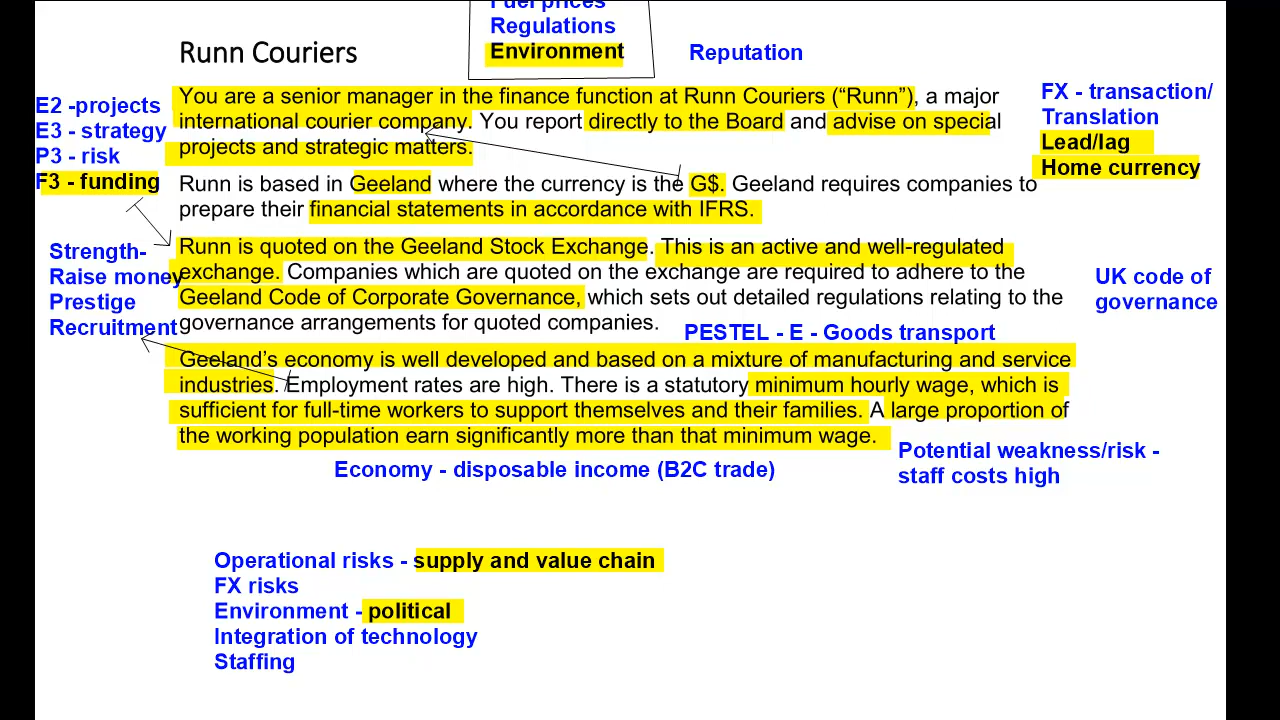 Fuel prices
Regulations
Environment
Runn Couriers
Reputation
E2 -projects
E3 - strategy
P3 - risk
F3 - funding
You are a senior manager in the finance function at Runn Couriers (“Runn”), a major
international courier company. You report directly to the Board and advise on special
projects and strategic matters.
FX - transaction/
Translation
Lead/lag
Home currency
Runn is based in Geeland where the currency is the G$. Geeland requires companies to
prepare their financial statements in accordance with IFRS.
Strength-
Raise money
Prestige
Recruitment
Runn is quoted on the Geeland Stock Exchange. This is an active and well-regulated
exchange. Companies which are quoted on the exchange are required to adhere to the
Geeland Code of Corporate Governance, which sets out detailed regulations relating to the
governance arrangements for quoted companies.
UK code of
governance
PESTEL - E - Goods transport
Geeland’s economy is well developed and based on a mixture of manufacturing and service
industries. Employment rates are high. There is a statutory minimum hourly wage, which is
sufficient for full-time workers to support themselves and their families. A large proportion of
the working population earn significantly more than that minimum wage.
Potential weakness/risk -
staff costs high
Economy - disposable income (B2C trade)
Operational risks - supply and value chain
FX risks
Environment - political
Integration of technology
Staffing